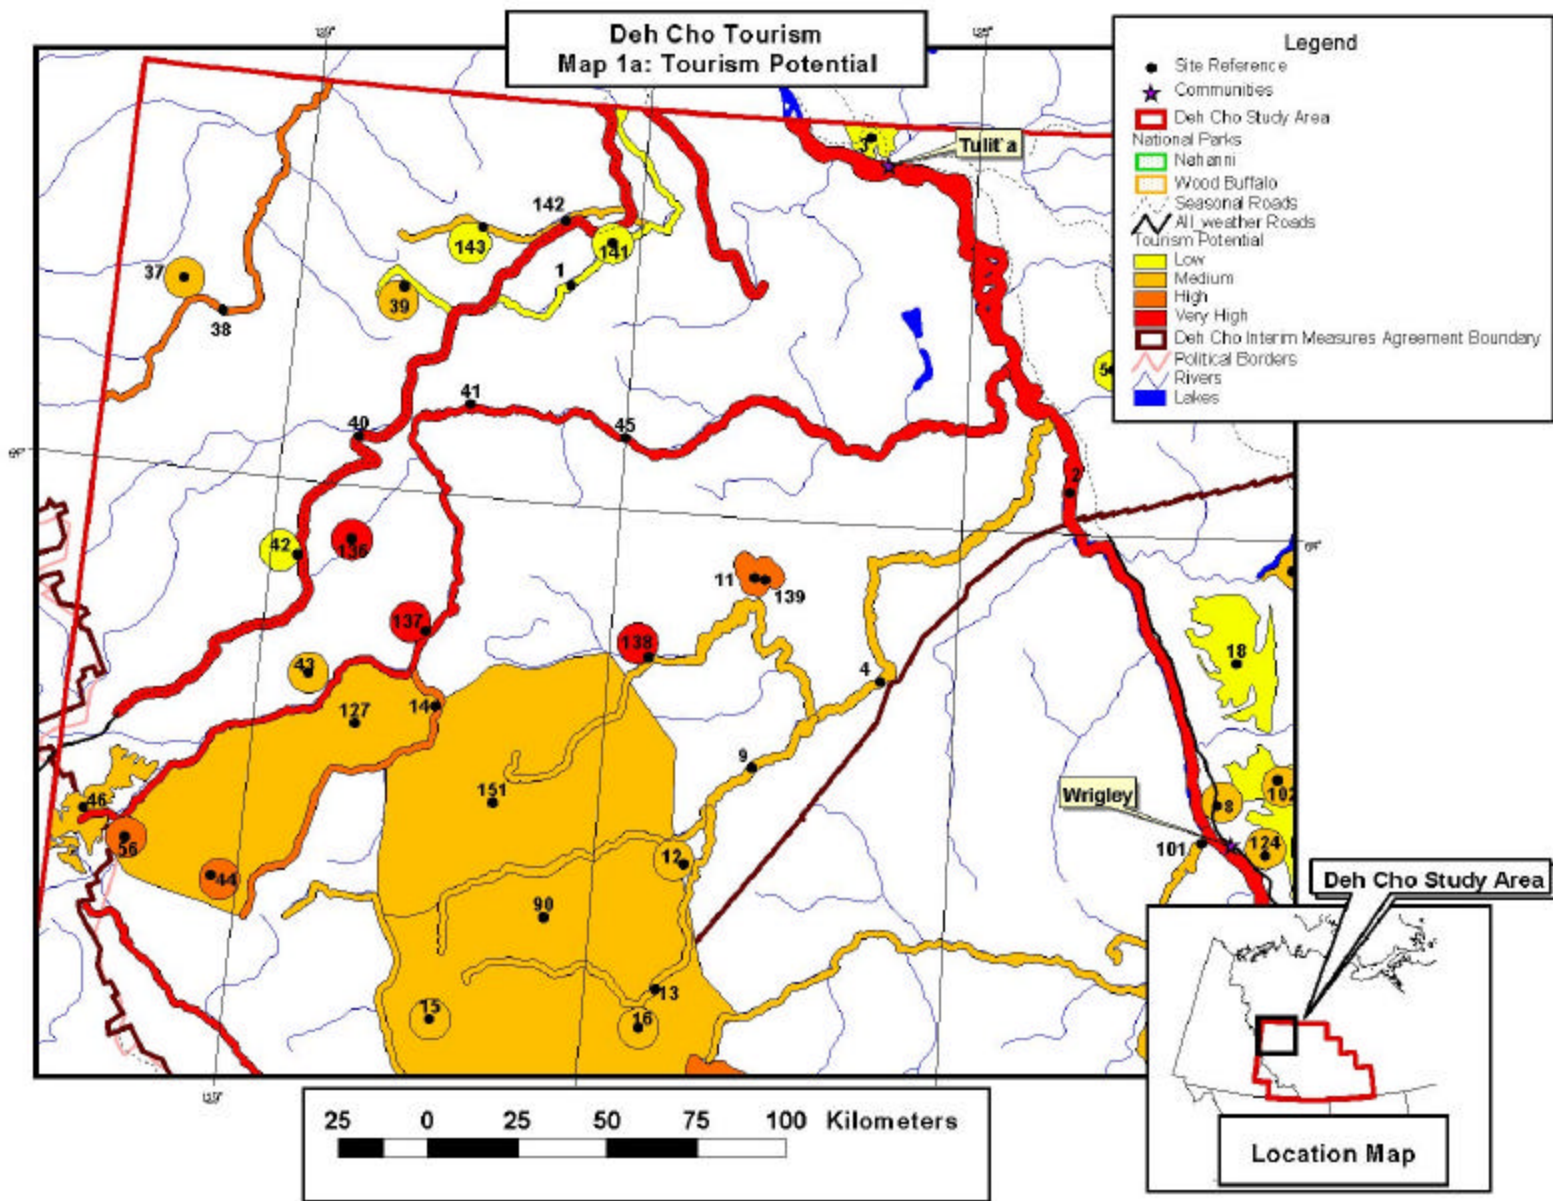 Deh Cho Tourism
Map 1a: Tourism Potential
Legend
Site Reference
Communities
Deh Cho Study Area
National Parks
Nahanni
Wood Buffalo
Seasonal Roads
All_weather Roads
Tourism Potential
Low
Medium
High
Very High
Deh Cho Interim Measures Agreement Boundary
Political Borders
Rivers
Lakes
3
Tulit'a
142
143
141
37
1
39
38
5
41
40
45
2
42
136
11
139
137
138
18
43
4
127
14
9
151
46
Wrigley
8
102
56
101
124
12
44
Deh Cho Study Area
90
13
15
16
25 0 25 50 75 100 Kilometers
Location Map